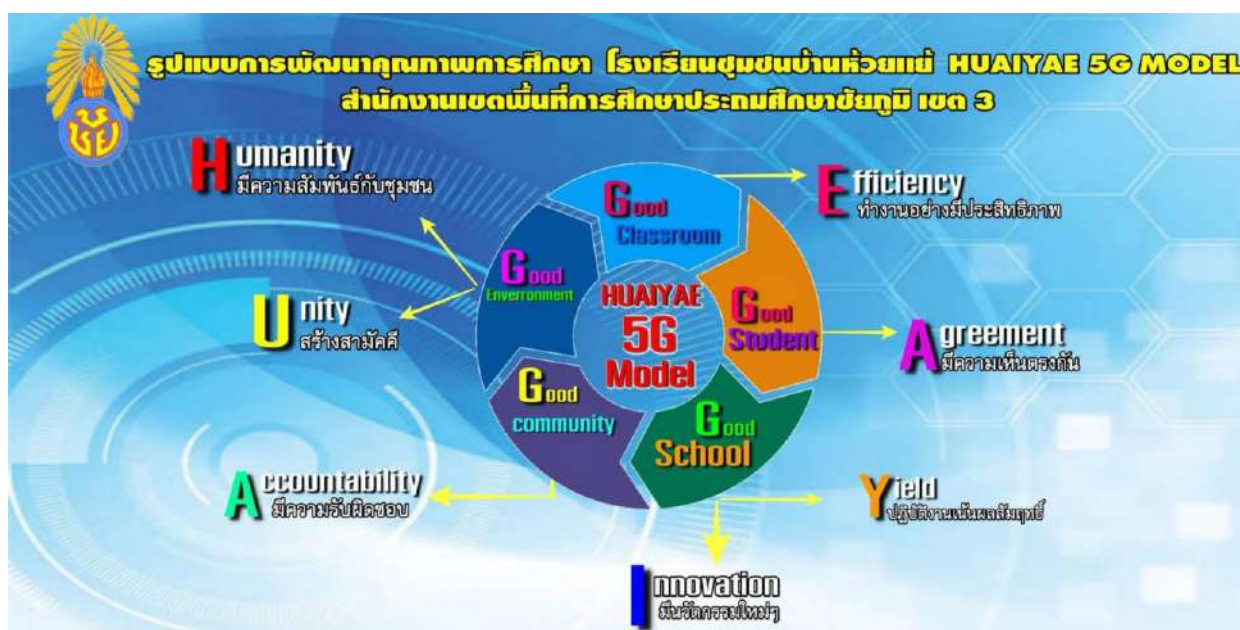 รูปแบบการพัฒนาคุณภาพการศึกษา โรงเรียนชุมชนบ้านห้วยแย้ HUAIYAE 5G MODEL
สำนักงานเขตพื้นที่การศึกษาประถมศึกษาชัยภูมิ เขต 3
Humanity
มีความสัมพันธ์กับชุมชน
Unity
สร้างสามัคคี
Accountability
มีความรับผิดชอบ
Innovation
มีนวัตกรรมใหม่ๆ
Yield
ปฏิบัติงานเน้นผลสัมฤทธิ์
Agreement
มีความเห็นตรงกัน
Efficiency
ทำงานอย่างมีประสิทธิภาพ
Good
Classroom
Good
Student
Good
School
Good
community
Good
Enverronment
HUAIYAE
5G
Model